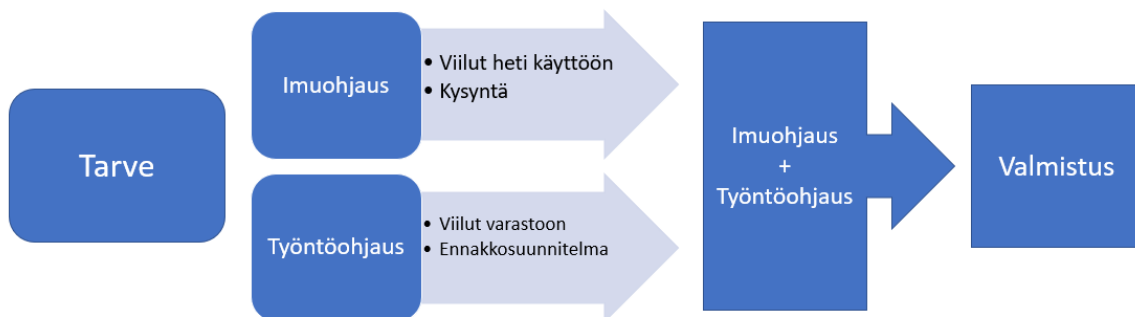 Tarve
Imuohjaus
• Viilut heti käyttöön
• Kysyntä
Työntöohjaus
• Viilut varastoon
• Ennakkosuunnitelma
Imuohjaus
+
Työntöohjaus
Valmistus